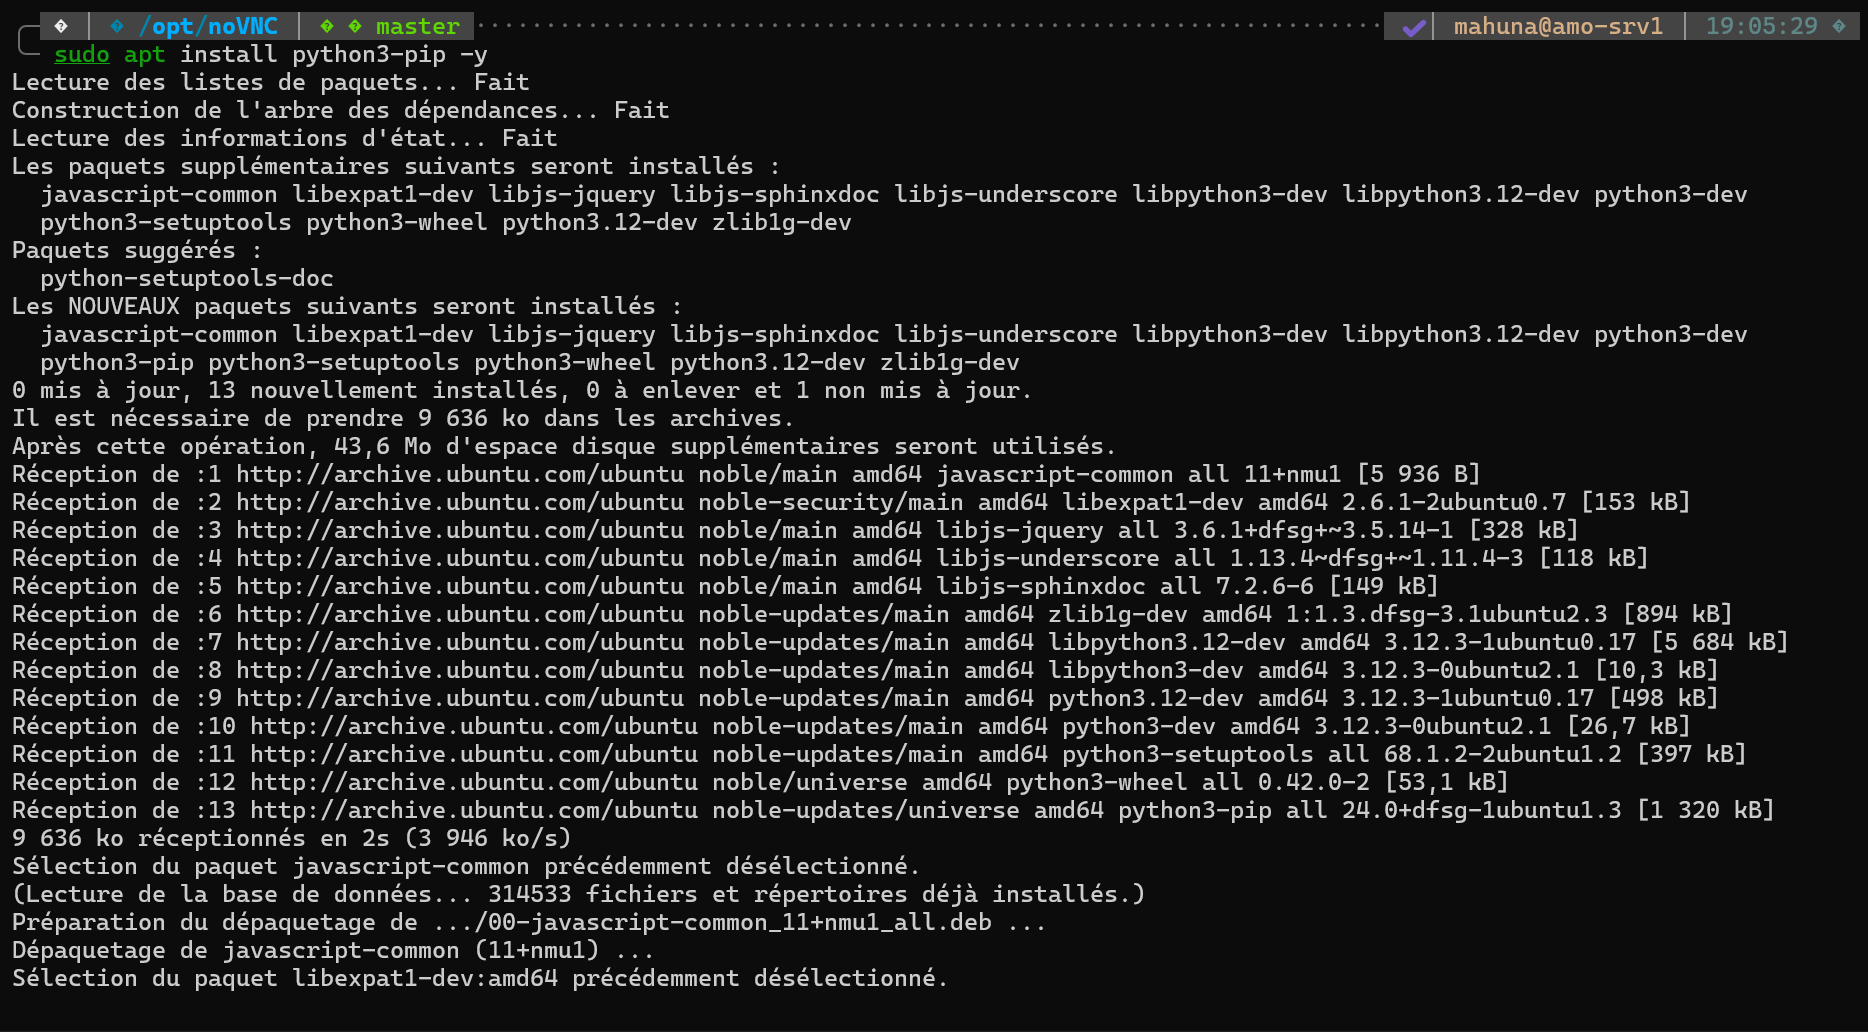 /opt/noVNC master mahuna@amo-srv1 19:05:29
sudo apt install python3-pip -y
Lecture des listes de paquets... Fait
Construction de l'arbre des dépendances... Fait
Lecture des informations d'état... Fait
Les paquets supplémentaires suivants seront installés :
  javascript-common libexpat1-dev libjs-jquery libjs-sphinxdoc libjs-underscore libpython3-dev libpython3.12-dev python3-dev
  python3-setuptools python3-wheel python3.12-dev zlib1g-dev
Paquets suggérés :
  python-setuptools-doc
Les NOUVEAUX paquets suivants seront installés :
  javascript-common libexpat1-dev libjs-jquery libjs-sphinxdoc libjs-underscore libpython3-dev libpython3.12-dev python3-dev
  python3-pip python3-setuptools python3-wheel python3.12-dev zlib1g-dev
0 mis à jour, 13 nouvellement installés, 0 à enlever et 1 non mis à jour.
Il est nécessaire de prendre 9 636 ko dans les archives.
Après cette opération, 43,6 Mo d'espace disque supplémentaires seront utilisés.
Réception de :1 http://archive.ubuntu.com/ubuntu noble/main amd64 javascript-common all 11+nmu1 [5 936 B]
Réception de :2 http://archive.ubuntu.com/ubuntu noble-security/main amd64 libexpat1-dev amd64 2.6.1-2ubuntu0.7 [153 kB]
Réception de :3 http://archive.ubuntu.com/ubuntu noble/main amd64 libjs-jquery all 3.6.1+dfsg+~3.5.14-1 [328 kB]
Réception de :4 http://archive.ubuntu.com/ubuntu noble/main amd64 libjs-underscore all 1.13.4~dfsg+~1.11.4-3 [118 kB]
Réception de :5 http://archive.ubuntu.com/ubuntu noble/main amd64 libjs-sphinxdoc all 7.2.6-6 [149 kB]
Réception de :6 http://archive.ubuntu.com/ubuntu noble-updates/main amd64 zlib1g-dev amd64 1:1.3.dfsg-3.1ubuntu2.3 [894 kB]
Réception de :7 http://archive.ubuntu.com/ubuntu noble-updates/main amd64 libpython3.12-dev amd64 3.12.3-1ubuntu0.17 [5 684 kB]
Réception de :8 http://archive.ubuntu.com/ubuntu noble-updates/main amd64 libpython3-dev amd64 3.12.3-0ubuntu2.1 [10,3 kB]
Réception de :9 http://archive.ubuntu.com/ubuntu noble-updates/main amd64 python3.12-dev amd64 3.12.3-1ubuntu0.17 [498 kB]
Réception de :10 http://archive.ubuntu.com/ubuntu noble-updates/main amd64 python3-dev amd64 3.12.3-0ubuntu2.1 [26,7 kB]
Réception de :11 http://archive.ubuntu.com/ubuntu noble-updates/main amd64 python3-setuptools all 68.1.2-2ubuntu1.2 [397 kB]
Réception de :12 http://archive.ubuntu.com/ubuntu noble/universe amd64 python3-wheel all 0.42.0-2 [53,1 kB]
Réception de :13 http://archive.ubuntu.com/ubuntu noble-updates/universe amd64 python3-pip all 24.0+dfsg-1ubuntu1.3 [1 320 kB]
9 636 ko réceptionnés en 2s (3 946 ko/s)
Sélection du paquet javascript-common précédemment désélectionné.
(Lecture de la base de données... 314533 fichiers et répertoires déjà installés.)
Préparation du dépaquetage de .../00-javascript-common_11+nmu1_all.deb ...
Dépaquetage de javascript-common (11+nmu1) ...
Sélection du paquet libexpat1-dev:amd64 précédemment désélectionné.